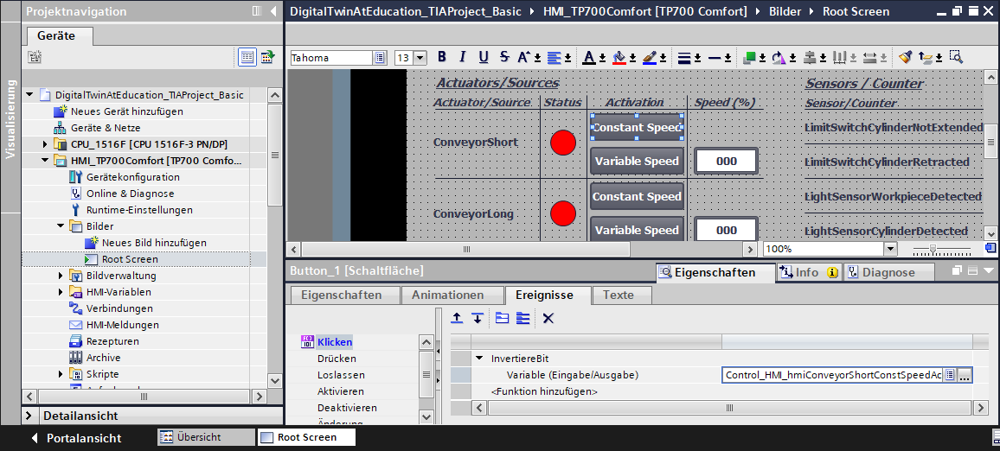 Projektnavigation
Geräte
Visualisierung
DigitalTwinAtEducation_TIAProject_Basic
Neues Gerät hinzufügen
Geräte & Netze
CPU_1516F [CPU 1516F-3 PN/DP]
HMI_TP700Comfort [TP700 Comfo...
Gerätekonfiguration
Online & Diagnose
Runtime-Einstellungen
Bilder
Neues Bild hinzufügen
Root Screen
Bildverwaltung
HMI-Variablen
Verbindungen
HMI-Meldungen
Rezepturen
Archive
Skripte
Detailansicht
DigitalTwinAtEducation_TIAProject_Basic HMI_TP700Comfort [TP700 Comfort] Bilder Root Screen
Tahoma 13 B I U S A A
Actuators/Sources Sensors / Counter
Actuator/Source Status Activation Speed (%) Sensor/Counter
Constant Speed LimitSwitchCylinderNotExtended
ConveyorShort
Variable Speed 000 LimitSwitchCylinderRetracted
Constant Speed LightSensorWorkpieceDetected
ConveyorLong
Variable Speed 000 LightSensorCylinderDetected
100%
Button_1 [Schaltfläche] Eigenschaften Info Diagnose
Eigenschaften Animationen Ereignisse Texte
Klicken
Drücken
Loslassen
Aktivieren
Deaktivieren
Änderung
InvertiereBit
Variable (Eingabe/Ausgabe) Control_HMI_hmiConveyorShortConstSpeedAc ...
<Funktion hinzufügen>
Portalansicht Übersicht Root Screen